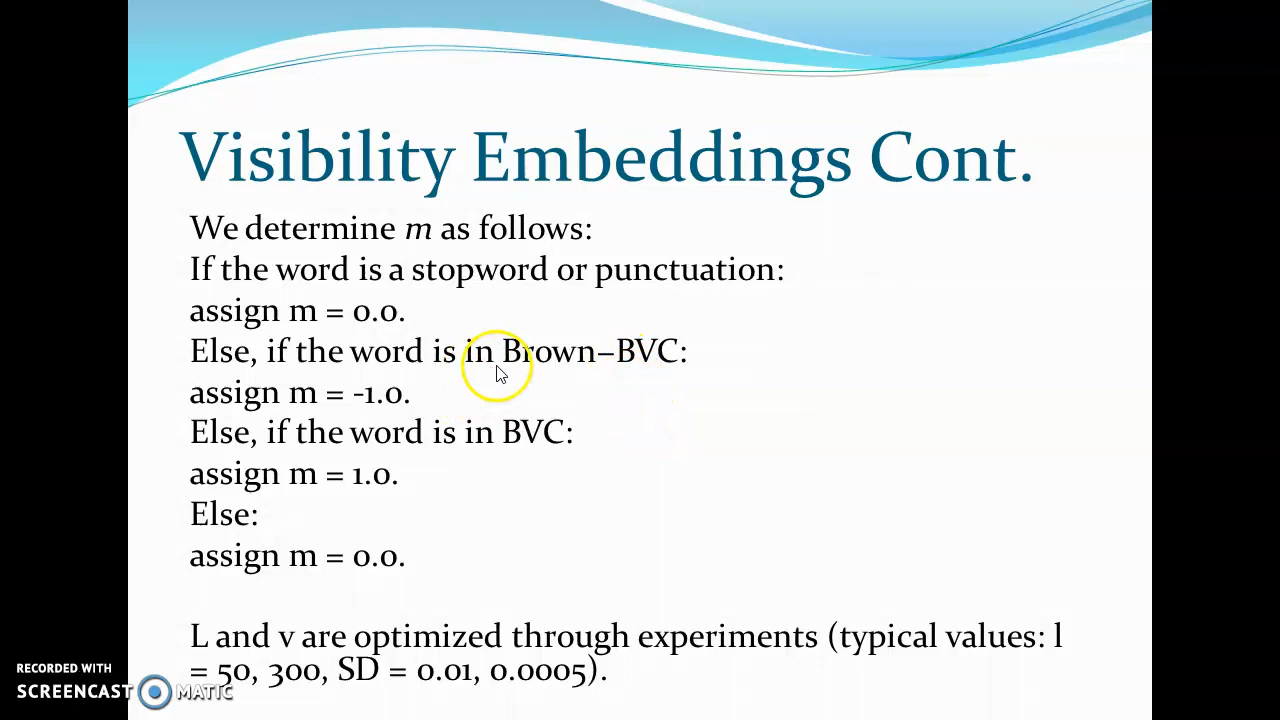 Visibility Embeddings Cont.
We determine m as follows:
If the word is a stopword or punctuation:
assign m = 0.0.
Else, if the word is in Brown–BVC:
assign m = -1.0.
Else, if the word is in BVC:
assign m = 1.0.
Else:
assign m = 0.0.
L and v are optimized through experiments (typical values: l
= 50, 300, SD = 0.01, 0.0005).
RECORDED WITH
SCREENCAST MATIC